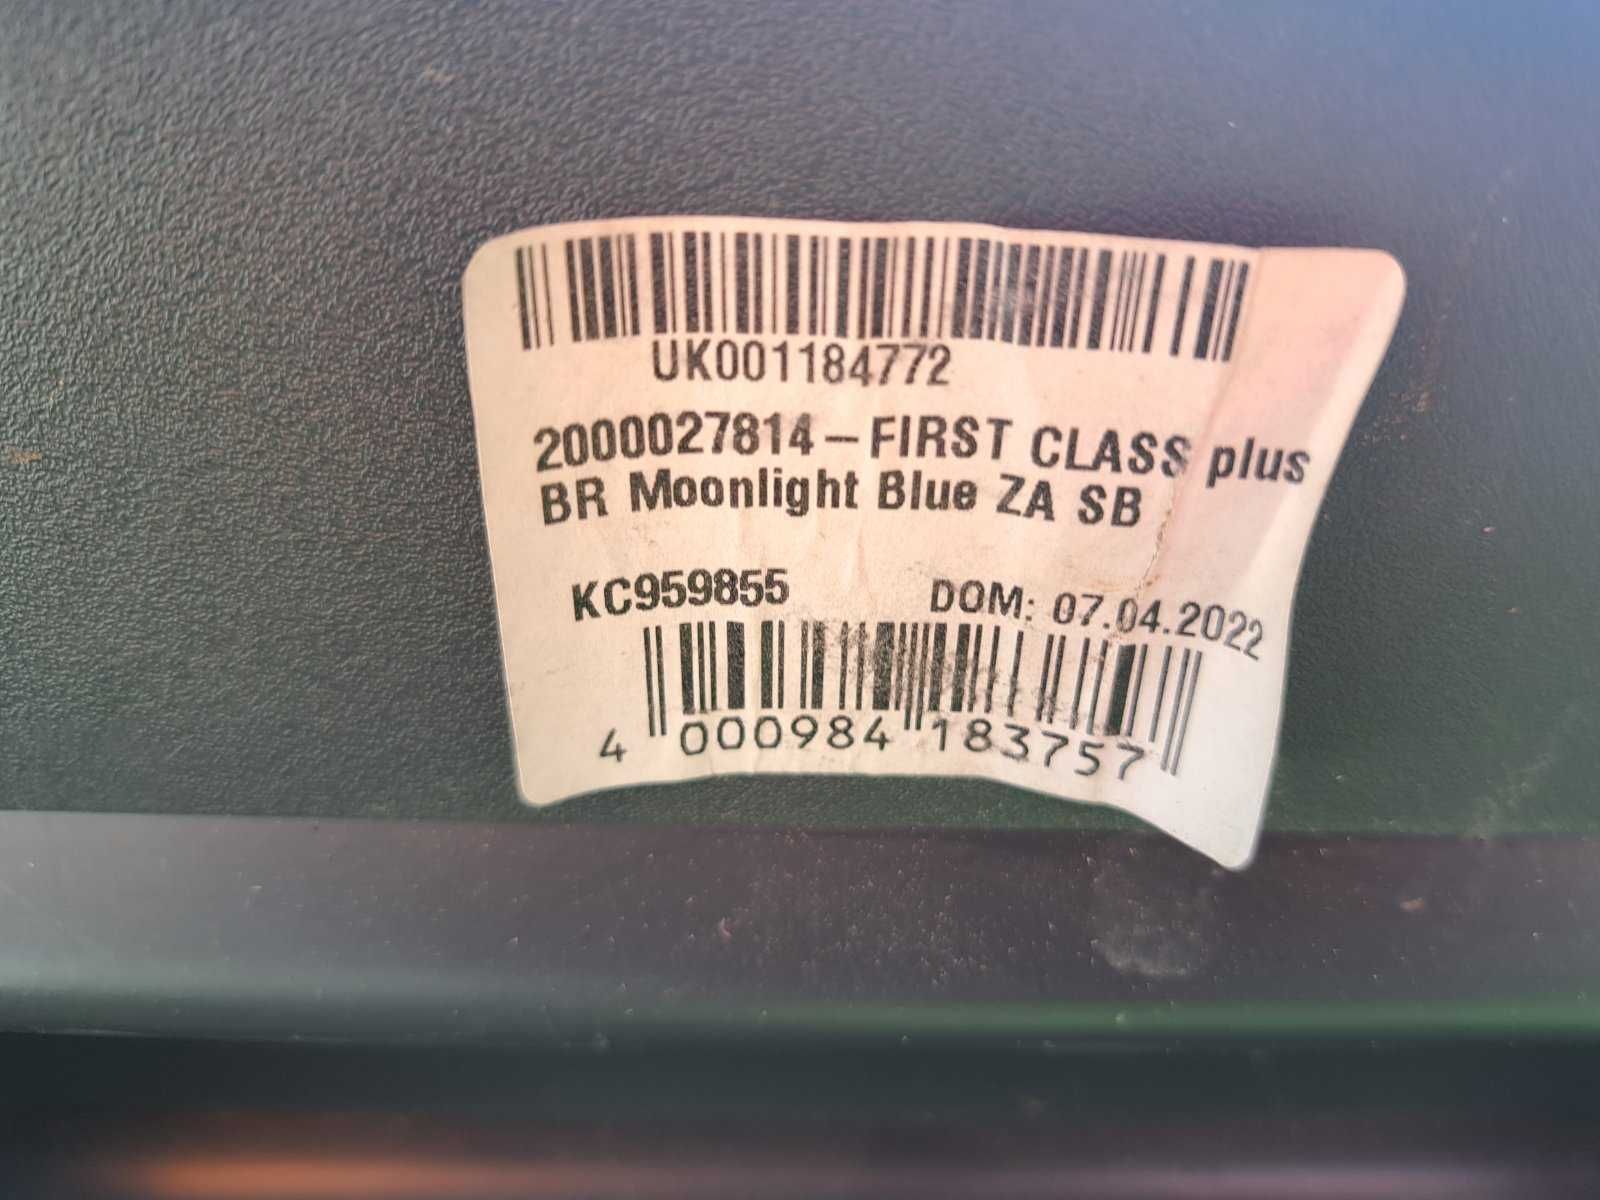 UK001184772
2000027814-FIRST CLASS plus
BR Moonlight Blue ZA SB
KC959855 DOM: 07.04.2022
4 000984 183757